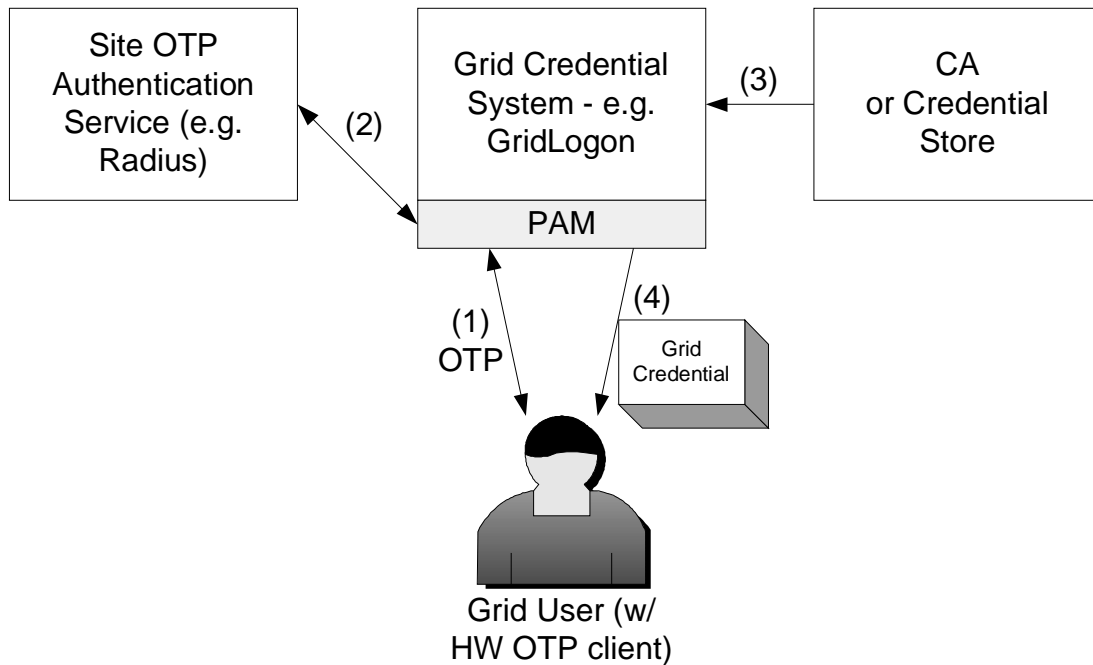 Site OTP
Authentication
Service (e.g.
Radius)
(2)
Grid Credential
System - e.g.
GridLogon
PAM
(3)
CA
or Credential
Store
(1)
OTP
(4)
Grid
Credential
Grid User (w/
HW OTP client)